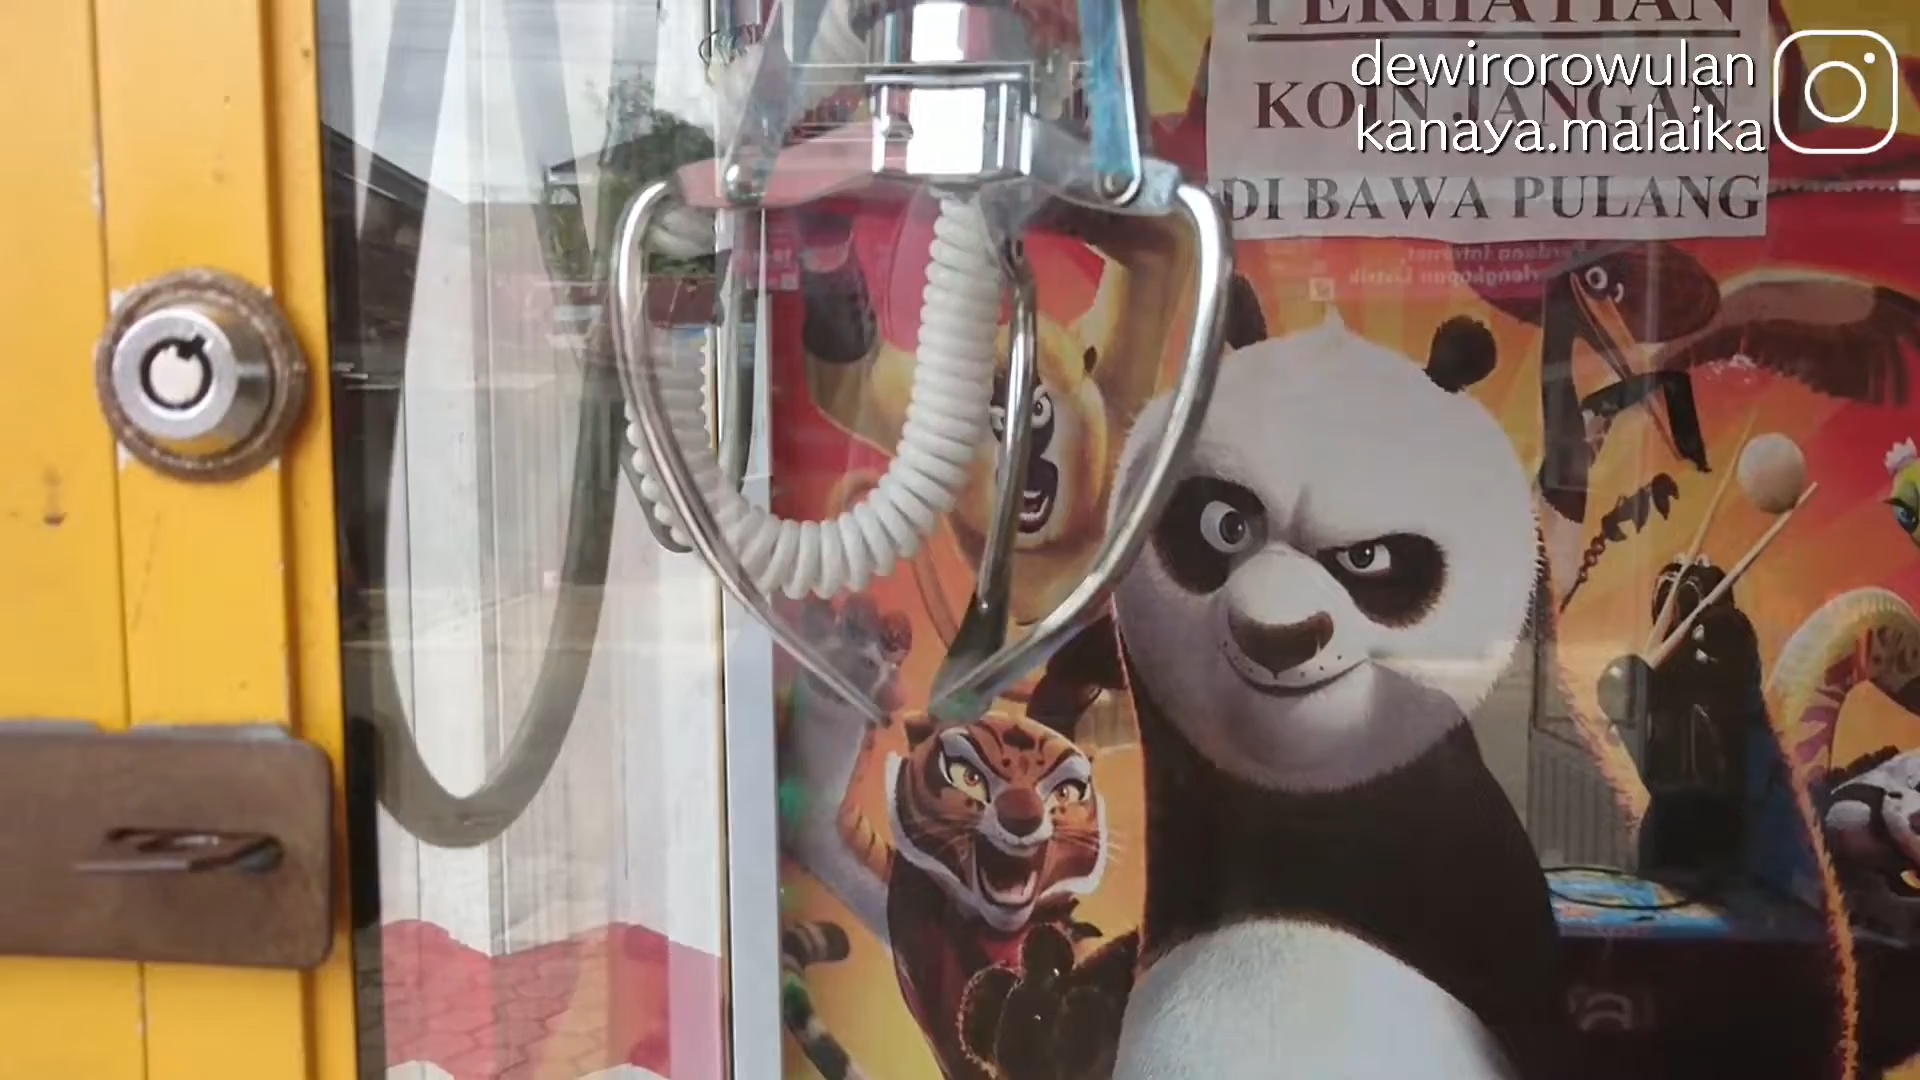 PERHATIAN
KOIN JANGAN
DI BAWA PULANG
dewirorowulan
kanaya.malaika